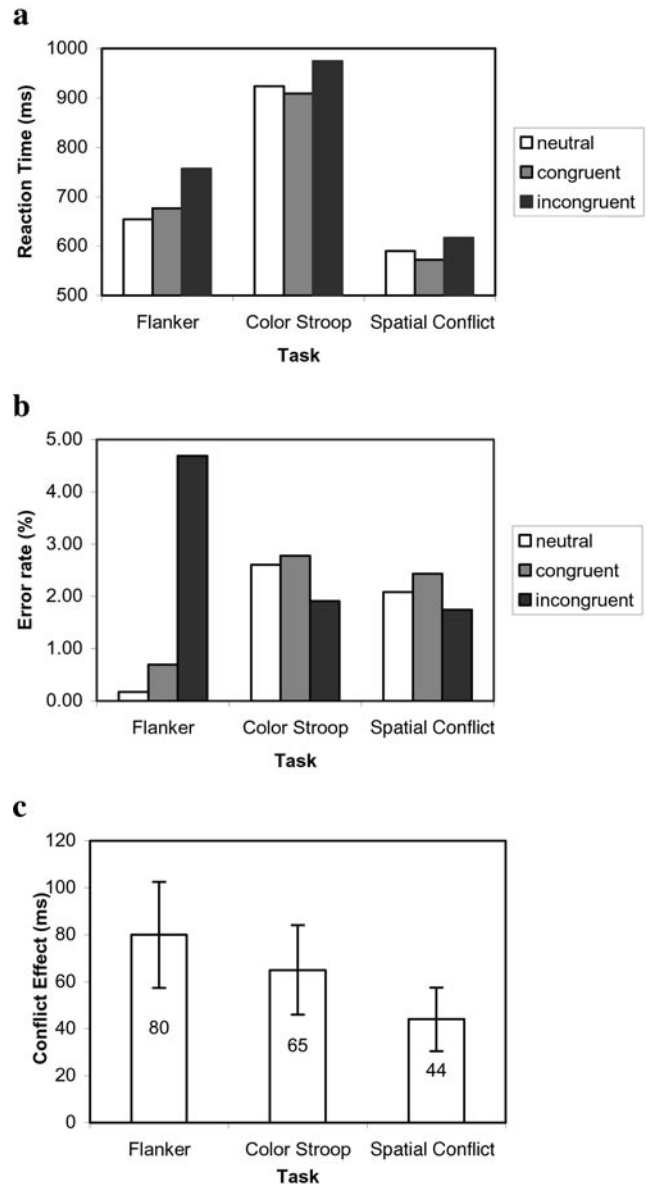 a
1000
900
800
700
600
500
Reaction Time (ms)
Flanker Color Stroop Spatial Conflict
Task
neutral
congruent
incongruent
b
5.00
4.00
3.00
2.00
1.00
0.00
Error rate (%)
Flanker Color Stroop Spatial Conflict
Task
neutral
congruent
incongruent
c
120
100
80
60
40
20
0
Conflict Effect (ms)
80
65
44
Flanker Color Stroop Spatial Conflict
Task